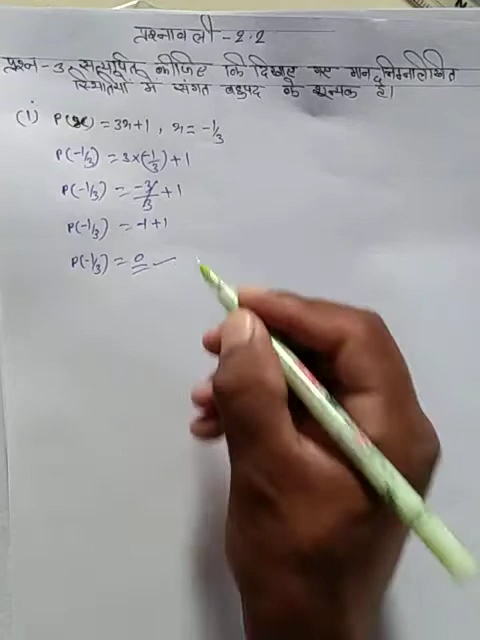 प्रश्नावली - 2.2
प्रश्न - 3. सत्यापित कीजिए कि दिखाए गए मान निम्नलिखित
स्थितियों में संगत बहुपद के शून्यक है।
(i) P(x) = 3x+1 , x = -1/3
P(-1/3) = 3×(-1/3)+1
P(-1/3) = -3/3 +1
P(-1/3) = -1+1
P(-1/3) = 0